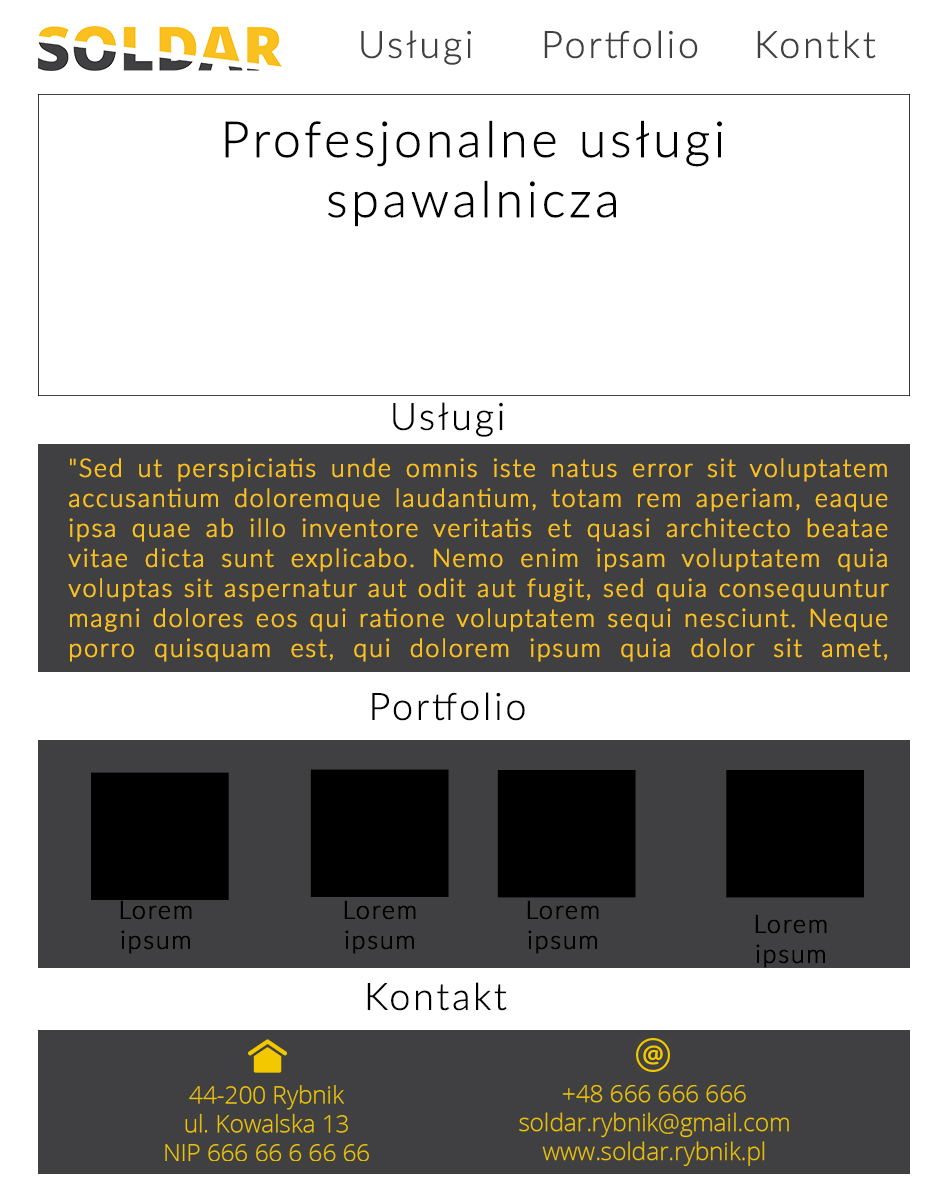 SOLDAR Usługi Portfolio Kontkt
Profesjonalne usługi
spawalnicza
Usługi
"Sed ut perspiciatis unde omnis iste natus error sit voluptatem
accusantium doloremque laudantium, totam rem aperiam, eaque
ipsa quae ab illo inventore veritatis et quasi architecto beatae
vitae dicta sunt explicabo. Nemo enim ipsam voluptatem quia
voluptas sit aspernatur aut odit aut fugit, sed quia consequuntur
magni dolores eos qui ratione voluptatem sequi nesciunt. Neque
porro quisquam est, qui dolorem ipsum quia dolor sit amet,
Portfolio
Lorem
ipsum
Lorem
ipsum
Lorem
ipsum
Lorem
ipsum
Kontakt
44-200 Rybnik
ul. Kowalska 13
NIP 666 66 6 66 66
@
+48 666 666 666
soldar.rybnik@gmail.com
www.soldar.rybnik.pl